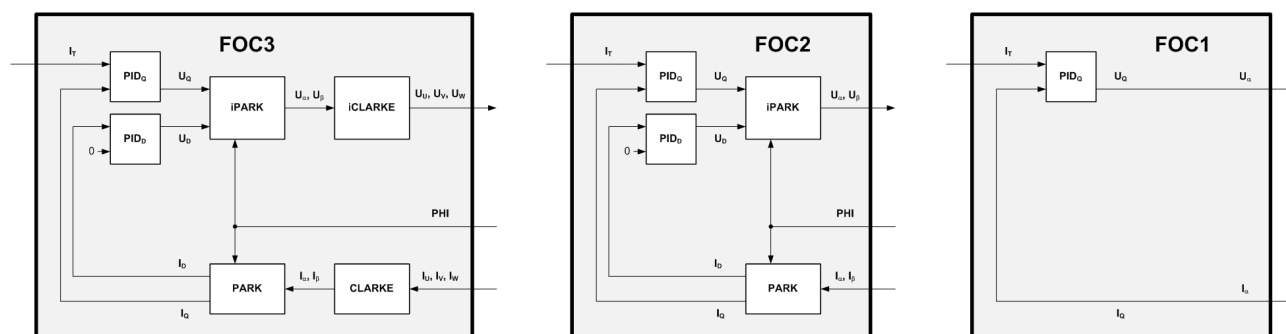 FOC3
I_T
PID_Q
U_Q
iPARK
U_α, U_β
iCLARKE
U_U, U_V, U_W
0
PID_D
U_D
PHI
I_D
PARK
I_α, I_β
CLARKE
I_U, I_V, I_W
I_Q
FOC2
I_T
PID_Q
U_Q
iPARK
U_α, U_β
0
PID_D
U_D
PHI
I_D
PARK
I_α, I_β
I_Q
FOC1
I_T
PID_Q
U_Q
U_α
I_α
I_Q